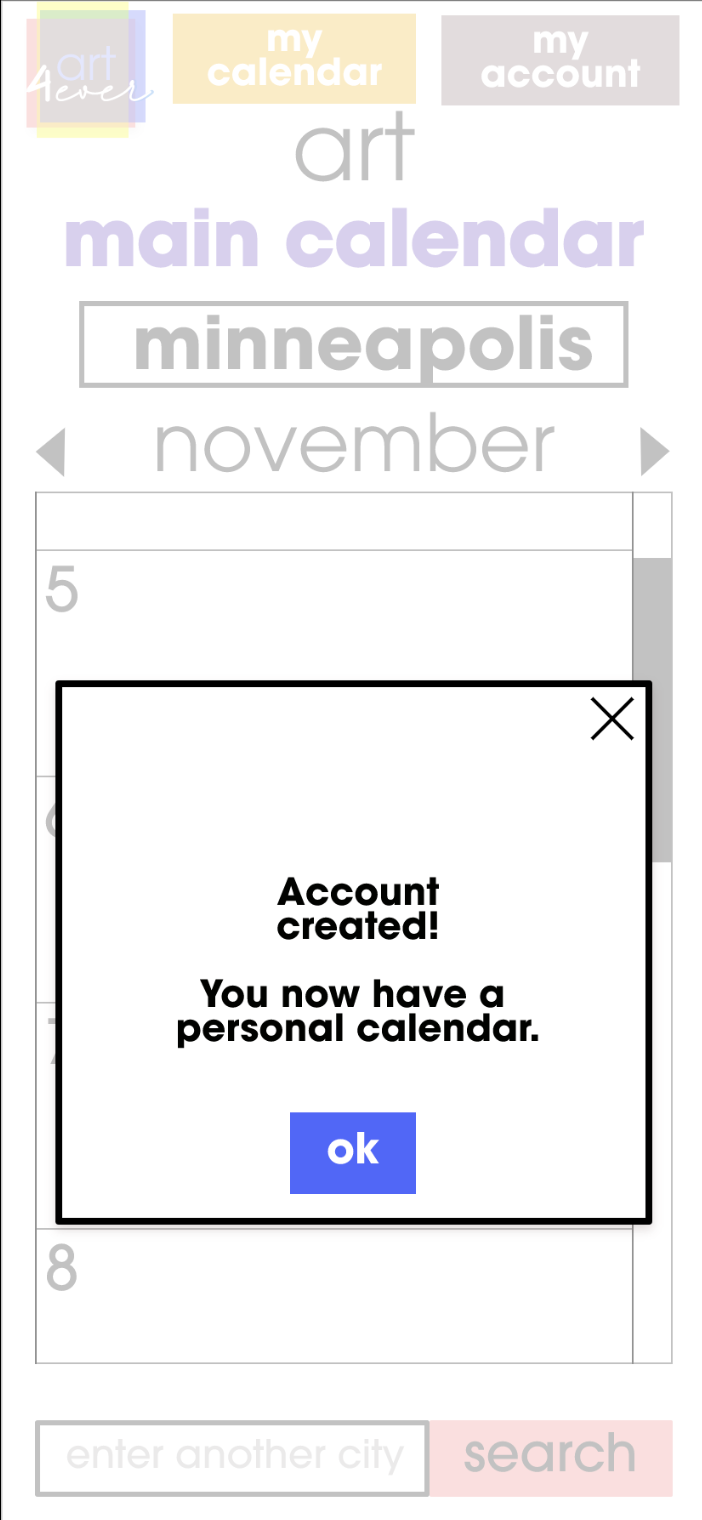 art
4ever
my
calendar
my
account
art
main calendar
minneapolis
november
5
6
7
Account
created!
You now have a
personal calendar.
ok
8
enter another city
search